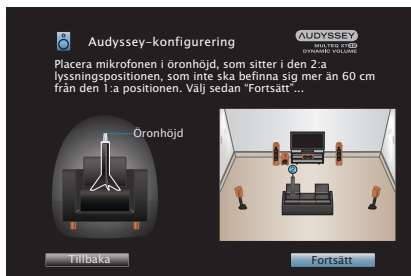 Audyssey-konfigurering
AUDYSSEY
MULTEQ XT32
DYNAMIC VOLUME
Placera mikrofonen i öronhöjd, som sitter i den 2:a
lyssningspositionen, som inte ska befinna sig mer än 60 cm
från den 1:a positionen. Välj sedan “Fortsätt”...
Öronhöjd
2
Tillbaka
Fortsätt